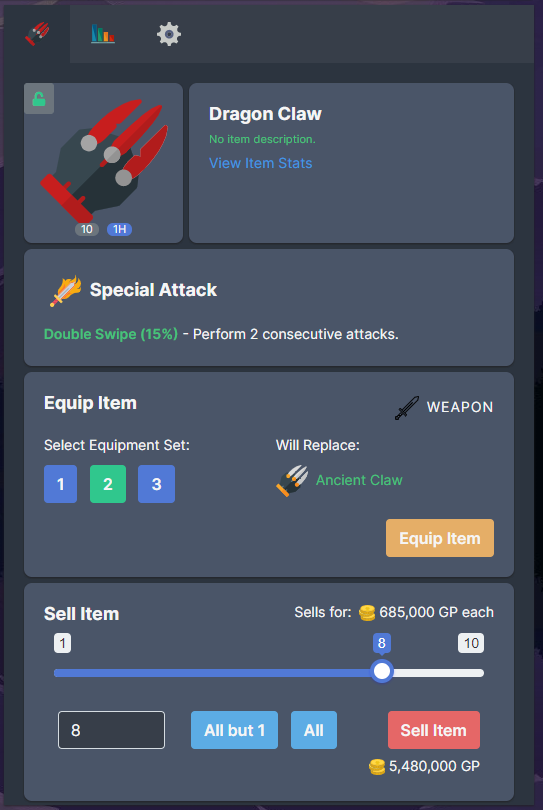 Dragon Claw
No item description.
View Item Stats
10 1H
Special Attack
Double Swipe (15%) - Perform 2 consecutive attacks.
Equip Item
WEAPON
Select Equipment Set:
Will Replace:
1 2 3
Ancient Claw
Equip Item
Sell Item
Sells for: 685,000 GP each
1 8 10
8
All but 1
All
Sell Item
5,480,000 GP